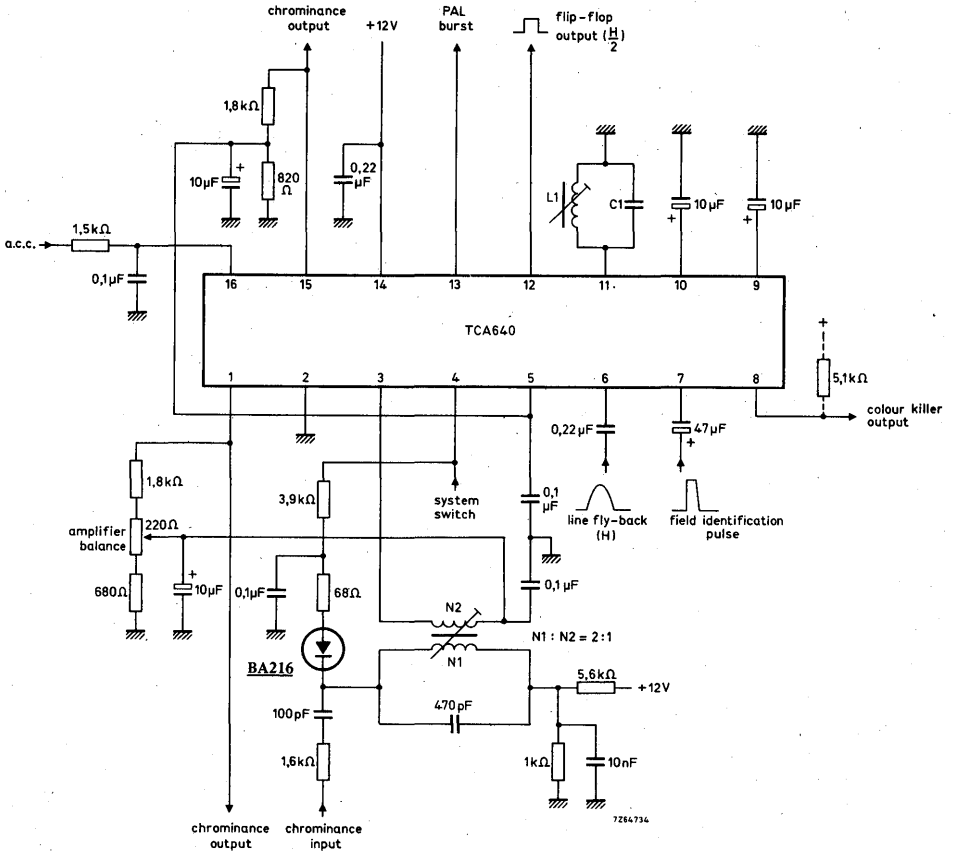 chrominance
output
+12V
PAL
burst
flip-flop
output (H/2)
1,8kΩ
10µF
+
820
Ω
0,22
µF
L1
C1
10µF
+
10µF
+
a.c.c.
1,5kΩ
0,1µF
16
15
14
13
12
11
10
9
TCA640
1
2
3
4
5
6
7
8
+
5,1kΩ
colour killer
output
0,22µF
47µF
+
line fly-back
(H)
field identification
pulse
1,8kΩ
3,9kΩ
system
switch
0,1
µF
amplifier
balance
220Ω
680Ω
+
10µF
0,1µF
68Ω
0,1µF
N2
N1
N1 : N2 = 2:1
BA216
5,6kΩ
+12V
100pF
470pF
1,6kΩ
1kΩ
10nF
7Z64734
chrominance
output
chrominance
input